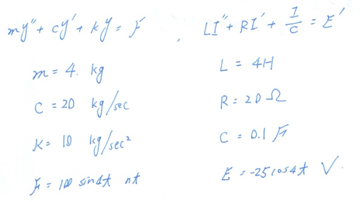 my'' + cy' + ky = F
m = 4. kg
C = 20 kg/sec
K = 10 kg/sec²
F = 100 sin4t nt
LI'' + RI' + I/C = E'
L = 4H
R = 20 Ω
C = 0.1 F
E = -25 cos4t V